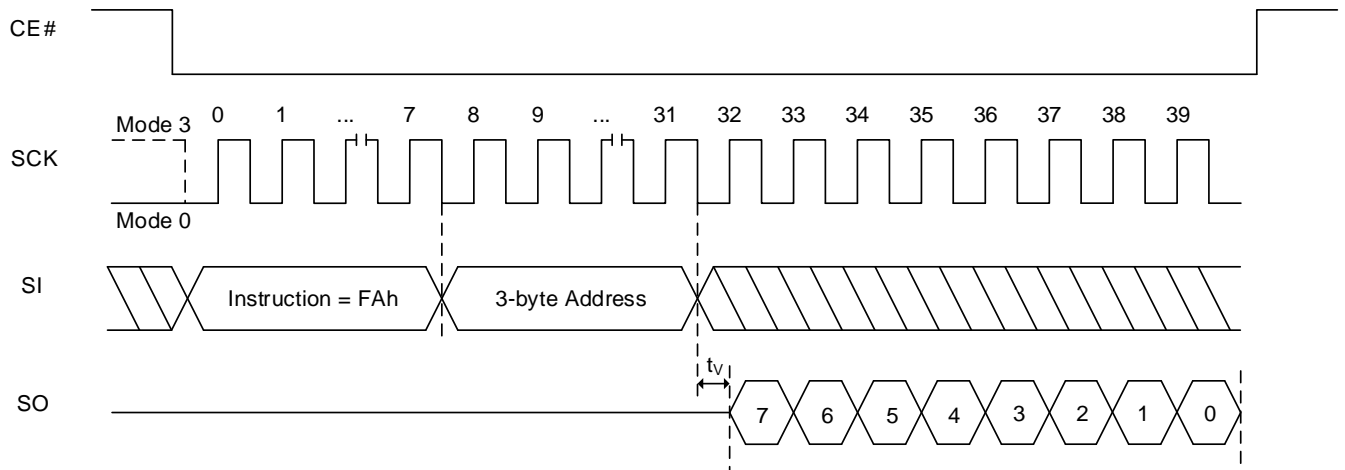 CE#
0 1 ... 7 8 9 ... 31 32 33 34 35 36 37 38 39
Mode 3
SCK
Mode 0
SI
Instruction = FAh
3-byte Address
tV
SO
7 6 5 4 3 2 1 0